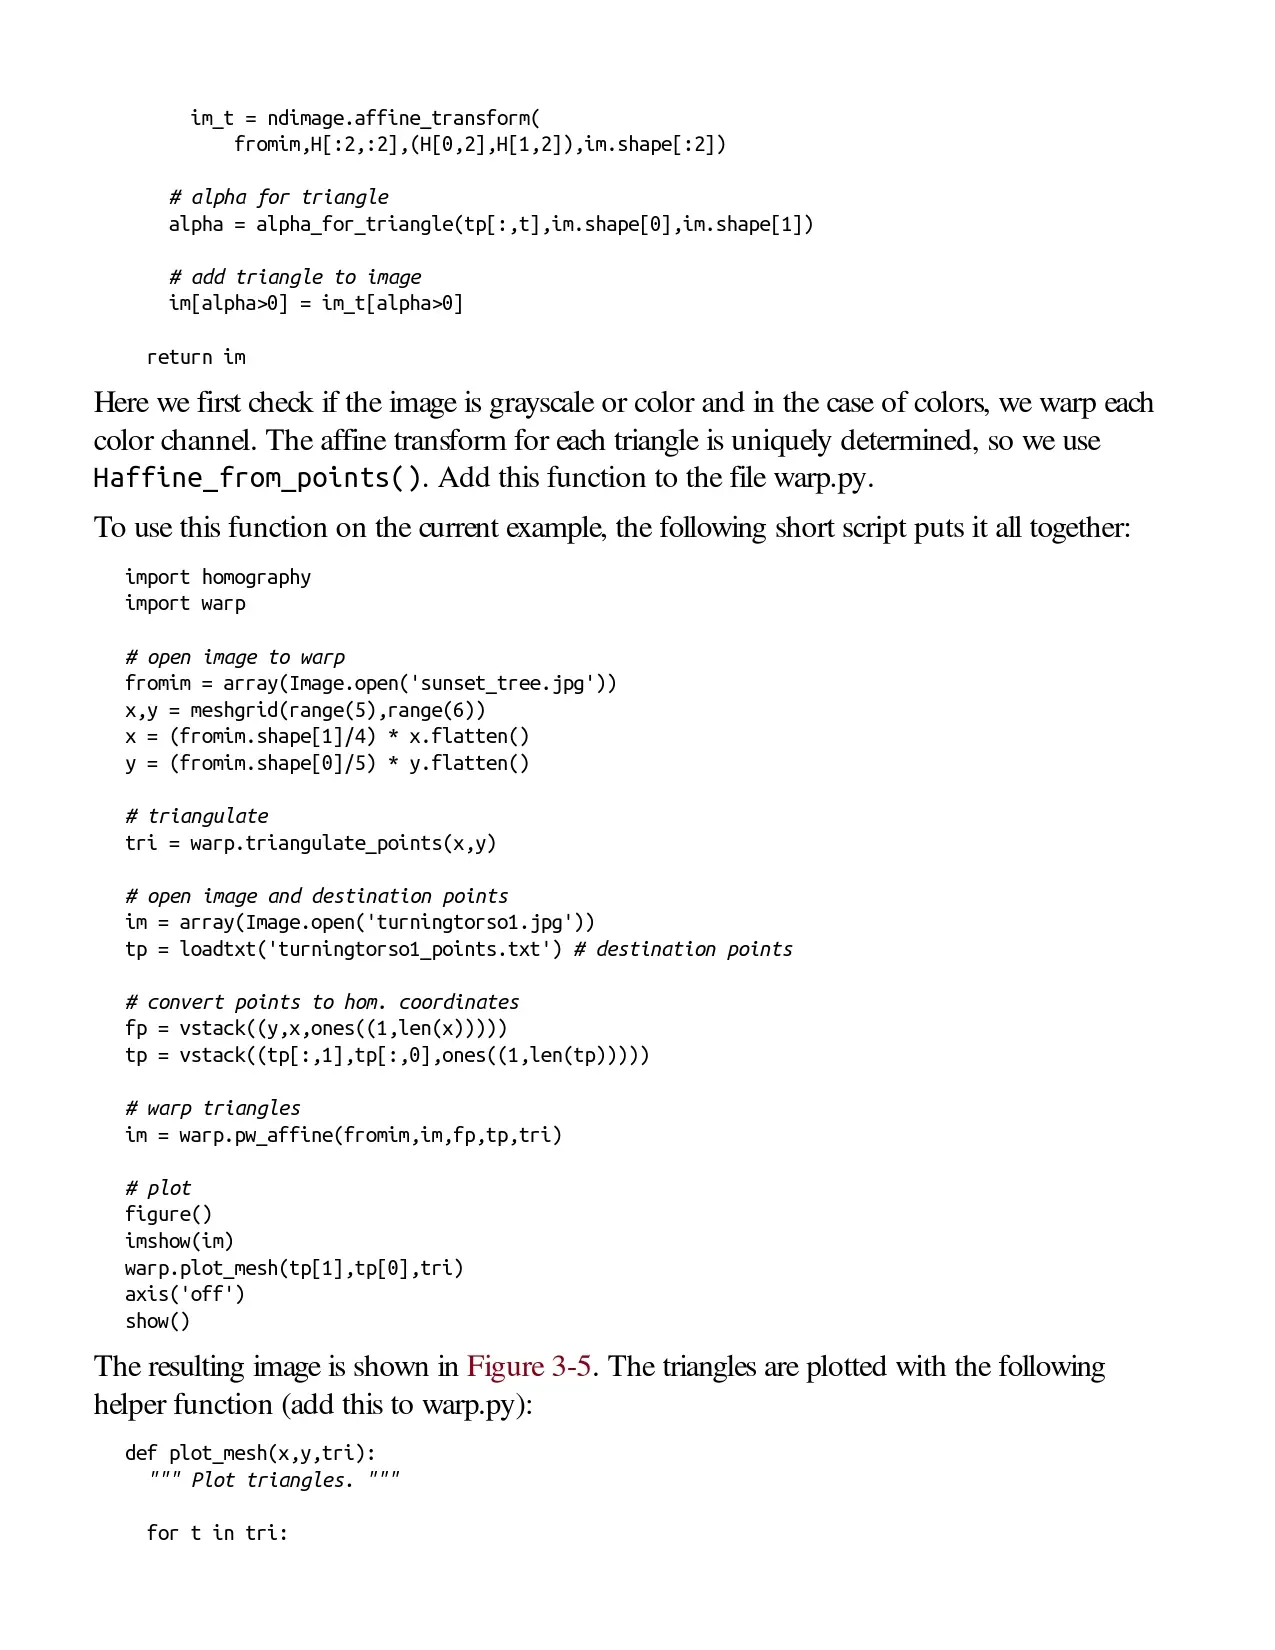 im_t = ndimage.affine_transform(
fromim,H[:2,:2],(H[0,2],H[1,2]),im.shape[:2])
# alpha for triangle
alpha = alpha_for_triangle(tp[:,t],im.shape[0],im.shape[1])
# add triangle to image
im[alpha>0] = im_t[alpha>0]
return im
Here we first check if the image is grayscale or color and in the case of colors, we warp each
color channel. The affine transform for each triangle is uniquely determined, so we use
Haffine_from_points(). Add this function to the file warp.py.
To use this function on the current example, the following short script puts it all together:
import homography
import warp
# open image to warp
fromim = array(Image.open('sunset_tree.jpg'))
x,y = meshgrid(range(5),range(6))
x = (fromim.shape[1]/4) * x.flatten()
y = (fromim.shape[0]/5) * y.flatten()
# triangulate
tri = warp.triangulate_points(x,y)
# open image and destination points
im = array(Image.open('turningtorso1.jpg'))
tp = loadtxt('turningtorso1_points.txt') # destination points
# convert points to hom. coordinates
fp = vstack((y,x,ones((1,len(x)))))
tp = vstack((tp[:,1],tp[:,0],ones((1,len(tp)))))
# warp triangles
im = warp.pw_affine(fromim,im,fp,tp,tri)
# plot
figure()
imshow(im)
warp.plot_mesh(tp[1],tp[0],tri)
axis('off')
show()
The resulting image is shown in Figure 3-5. The triangles are plotted with the following
helper function (add this to warp.py):
def plot_mesh(x,y,tri):
""" Plot triangles. """
for t in tri: